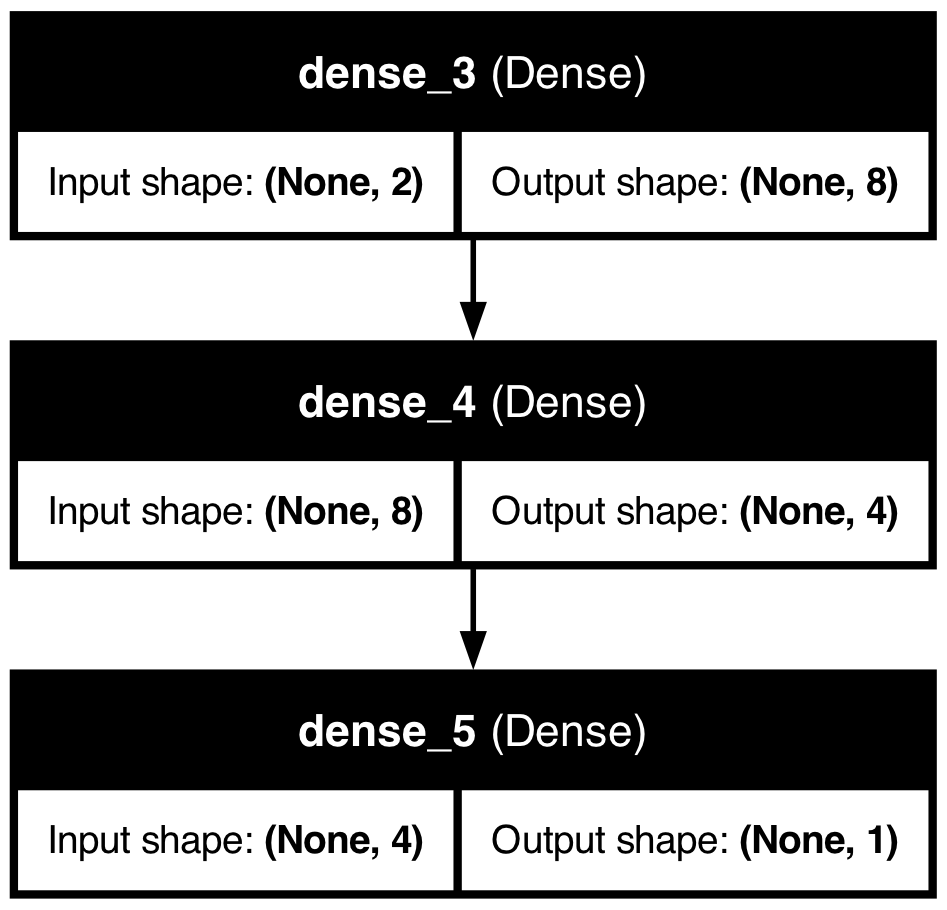 dense_3 (Dense)
Input shape: (None, 2) Output shape: (None, 8)
dense_4 (Dense)
Input shape: (None, 8) Output shape: (None, 4)
dense_5 (Dense)
Input shape: (None, 4) Output shape: (None, 1)